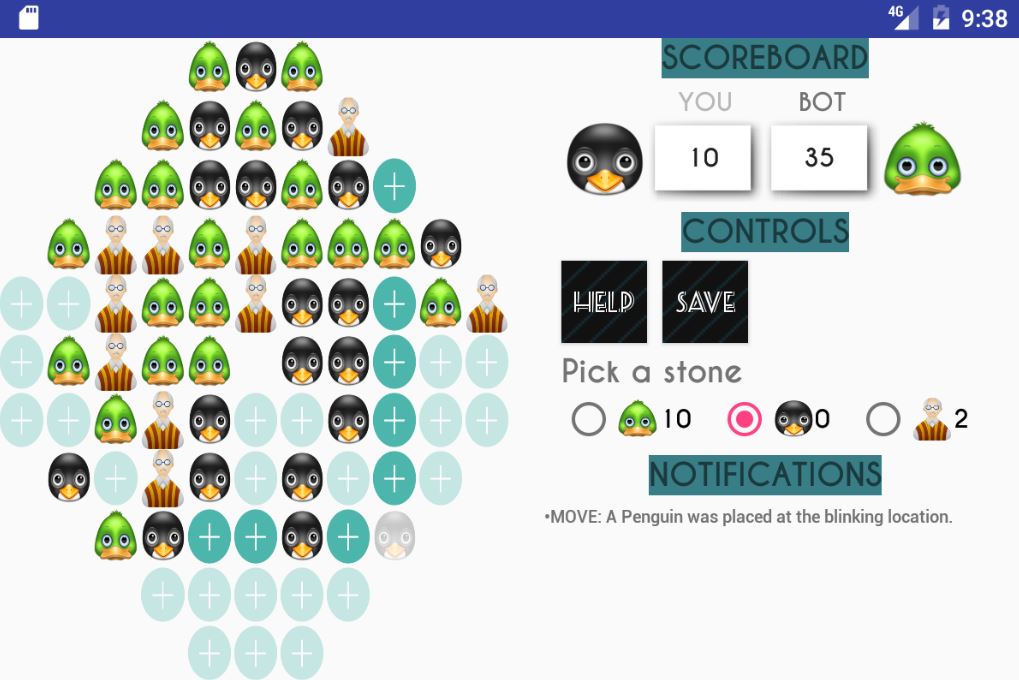 4G 9:38
SCOREBOARD
YOU BOT
10 35
CONTROLS
HELP SAVE
Pick a stone
10 0 2
NOTIFICATIONS
•MOVE: A Penguin was placed at the blinking location.